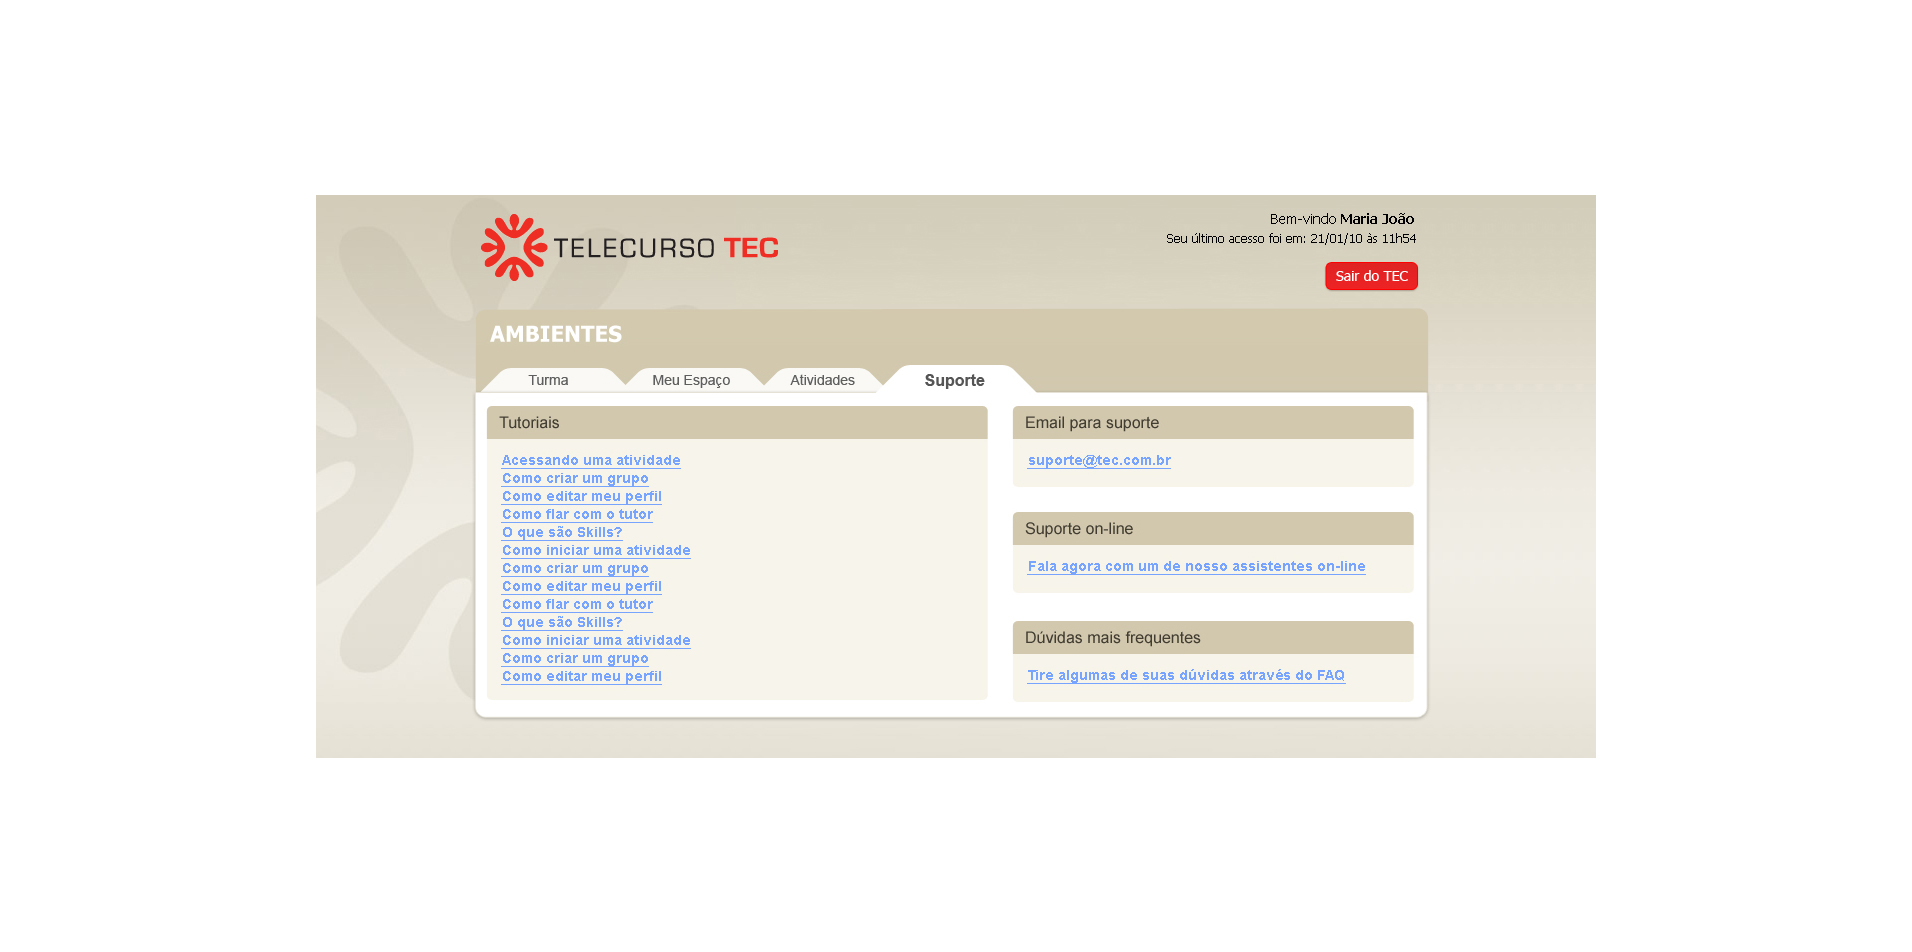 TELECURSO TEC
Bem-vindo Maria João
Seu último acesso foi em: 21/01/10 às 11h54
Sair do TEC
AMBIENTES
Turma
Meu Espaço
Atividades
Suporte
Tutoriais
Acessando uma atividade
Como criar um grupo
Como editar meu perfil
Como flar com o tutor
O que são Skills?
Como iniciar uma atividade
Como criar um grupo
Como editar meu perfil
Como flar com o tutor
O que são Skills?
Como iniciar uma atividade
Como criar um grupo
Como editar meu perfil
Email para suporte
suporte@tec.com.br
Suporte on-line
Fala agora com um de nosso assistentes on-line
Dúvidas mais frequentes
Tire algumas de suas dúvidas através do FAQ